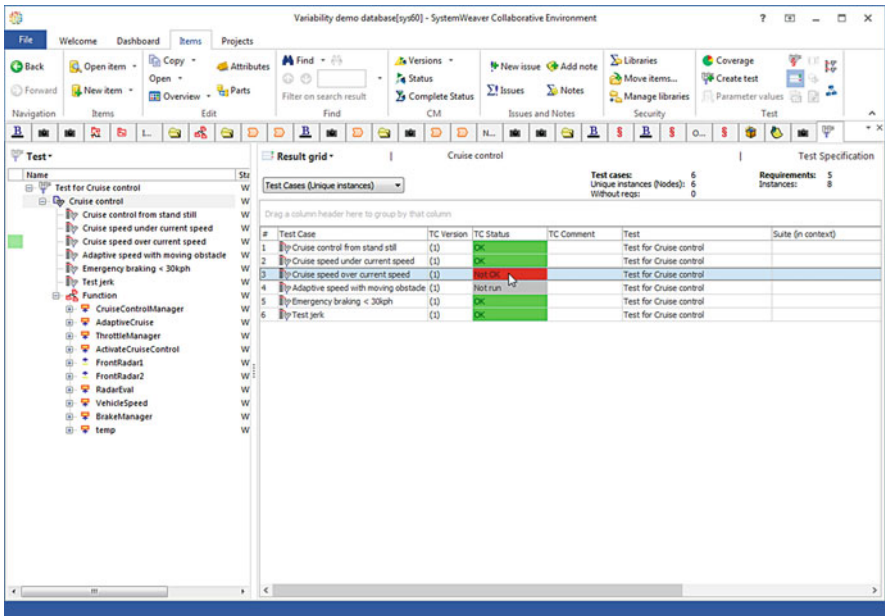 Variability demo database[sys60] - SystemWeaver Collaborative Environment
File Welcome Dashboard Items Projects
Back Open item Copy Attributes Find Versions New issue Add note Libraries Coverage
Open Status Move items... Create test
Forward New item Overview Parts Filter on search result Complete Status Issues Notes Manage libraries Parameter values
Navigation Items Edit Find CM Issues and Notes Security Test
B L... B N... B $ B $ O... $
Test Result grid Cruise control Test Specification
Name Sta
Test Cases (Unique instances) Test cases: 6 Requirements: 5
Unique instances (Nodes): 6 Instances: 8
Without reqs: 0
Test for Cruise control W
Cruise control W
Cruise control from stand still W
Cruise speed under current speed W
Cruise speed over current speed W
Adaptive speed with moving obstacle W
Emergency braking < 30kph W
Test jerk W
Function W
CruiseControlManager W
AdaptiveCruise W
ThrottleManager W
ActivateCruiseControl W
FrontRadar1 W
FrontRadar2 W
RadarEval W
VehicleSpeed W
BrakeManager W
temp W
Drag a column header here to group by that column
# Test Case TC Version TC Status TC Comment Test Suite (in context)
1 Cruise control from stand still (1) OK Test for Cruise control
2 Cruise speed under current speed (1) OK Test for Cruise control
3 Cruise speed over current speed (1) Not OK Test for Cruise control
4 Adaptive speed with moving obstacle (1) Not run Test for Cruise control
5 Emergency braking < 30kph (1) OK Test for Cruise control
6 Test jerk (1) OK Test for Cruise control